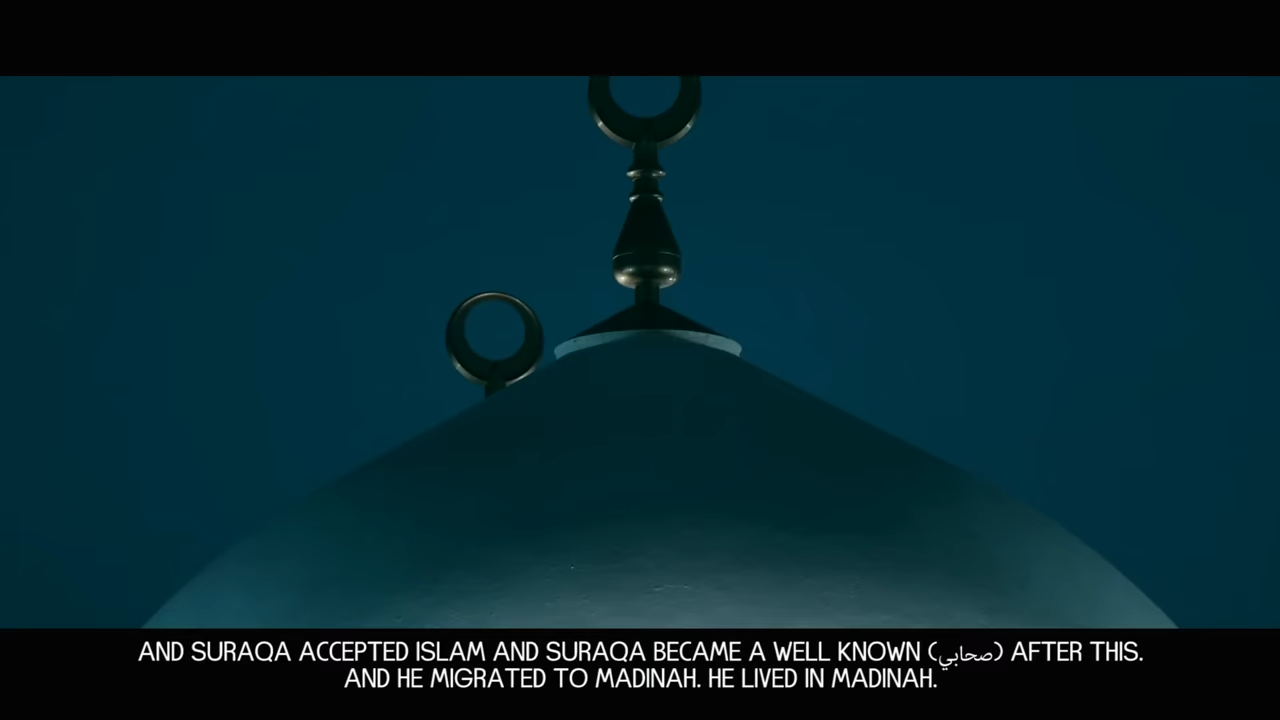 AND SURAQA ACCEPTED ISLAM AND SURAQA BECAME A WELL KNOWN (صحابي) AFTER THIS.
AND HE MIGRATED TO MADINAH. HE LIVED IN MADINAH.